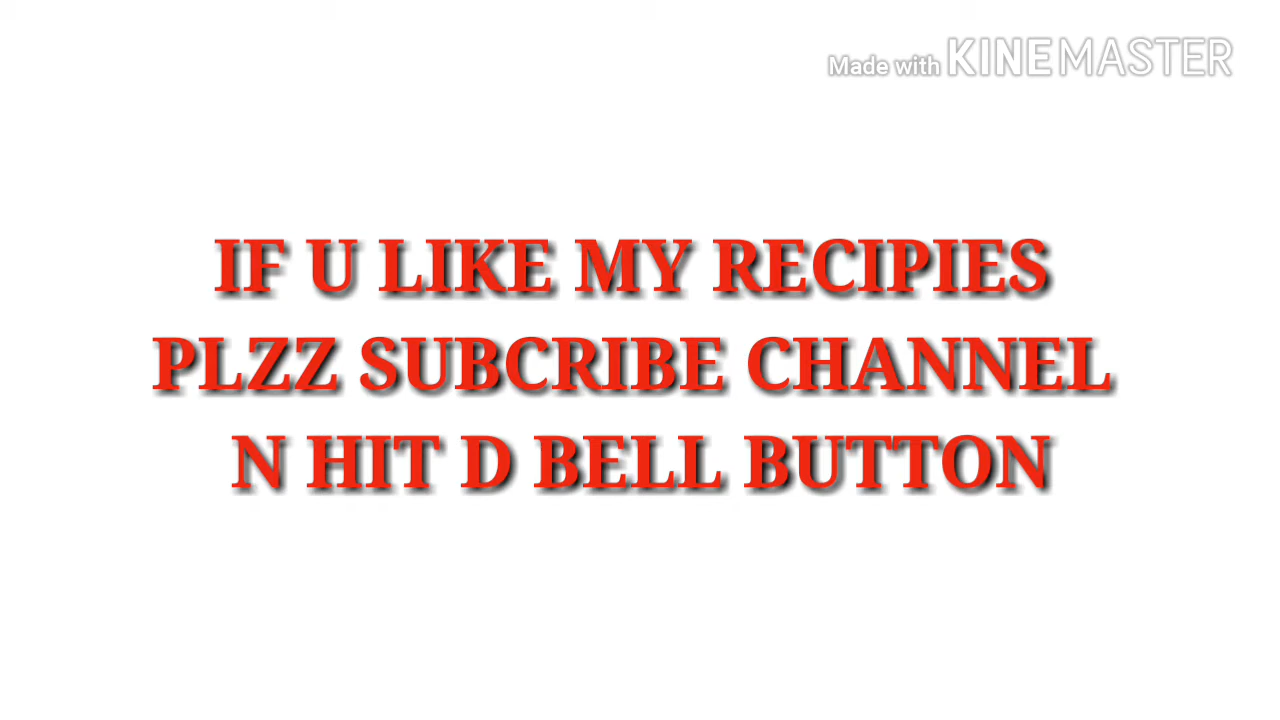 Made with KINEMASTER
IF U LIKE MY RECIPIES
PLZZ SUBCRIBE CHANNEL
N HIT D BELL BUTTON